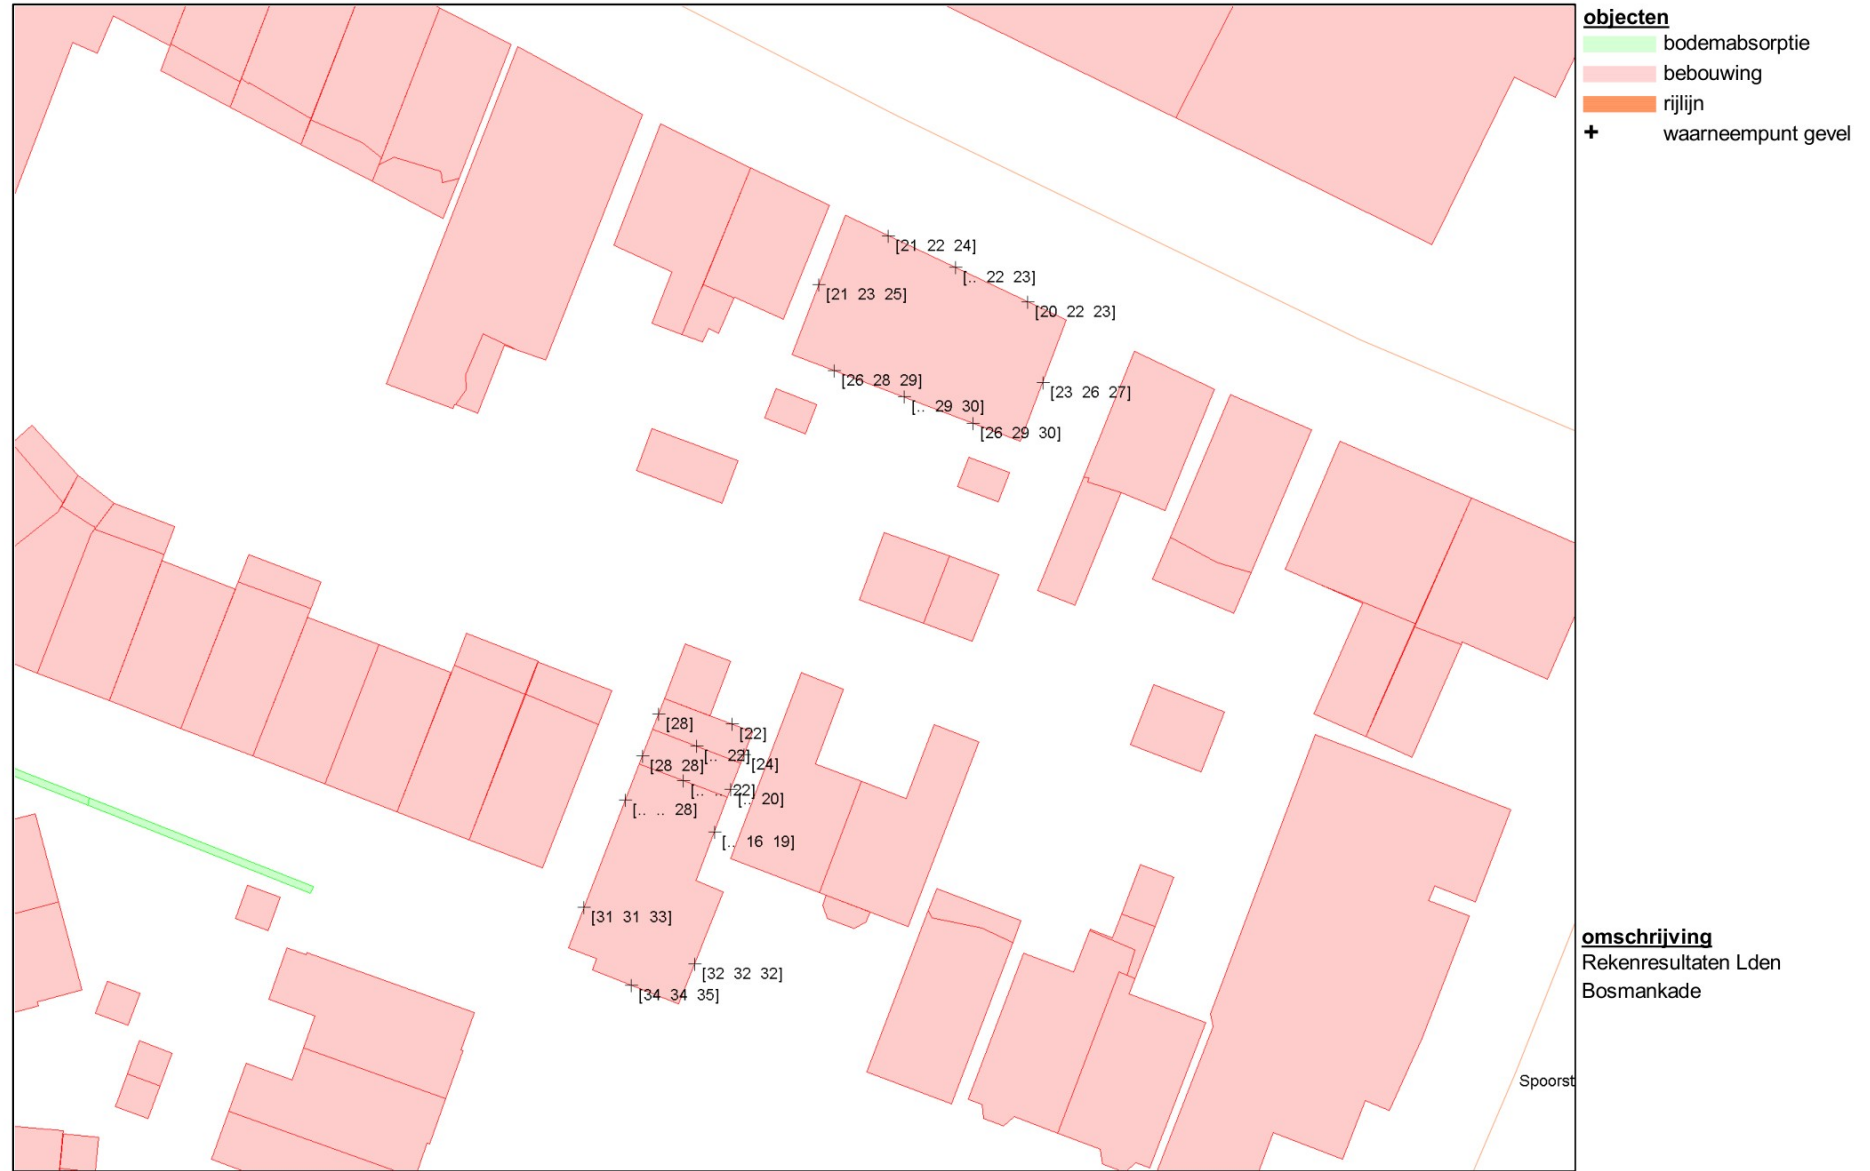 objecten
bodemabsorptie
bebouwing
rijlijn
+ waarneempunt gevel
[21 22 24]
[.. 22 23]
[21 23 25]
[20 22 23]
[26 28 29]
[23 26 27]
[.. 29 30]
[26 29 30]
[28]
[22]
[.. 22]
[28 28]
[24]
[.. .. 22]
[.. 20]
[.. .. 28]
[.. 16 19]
[31 31 33]
[32 32 32]
[34 34 35]
omschrijving
Rekenresultaten Lden
Bosmankade
Spoorst